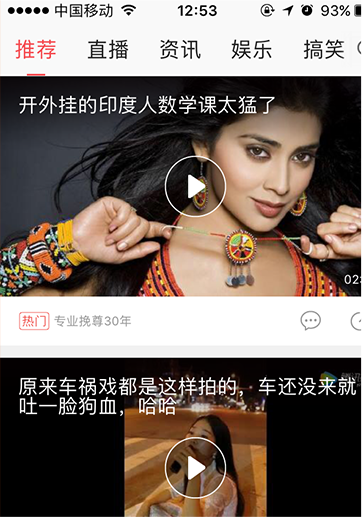 中国移动 12:53 93%
推荐 直播 资讯 娱乐 搞笑
开外挂的印度人数学课太猛了
02:
热门 专业挽尊30年
原来车祸戏都是这样拍的，车还没来就
吐一脸狗血，哈哈